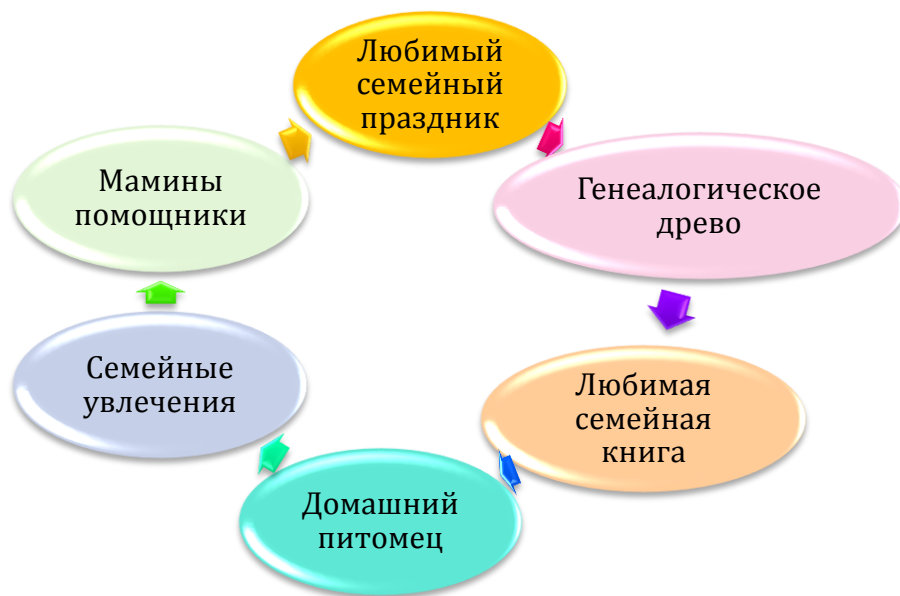 Любимый
семейный
праздник
Генеалогическое
древо
Любимая
семейная
книга
Домашний
питомец
Семейные
увлечения
Мамины
помощники